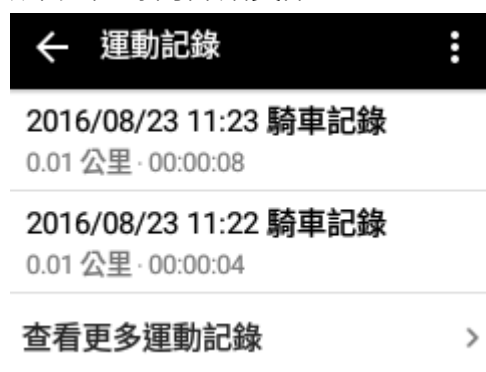 運動記錄
2016/08/23 11:23 騎車記錄
0.01 公里 · 00:00:08
2016/08/23 11:22 騎車記錄
0.01 公里 · 00:00:04
查看更多運動記錄